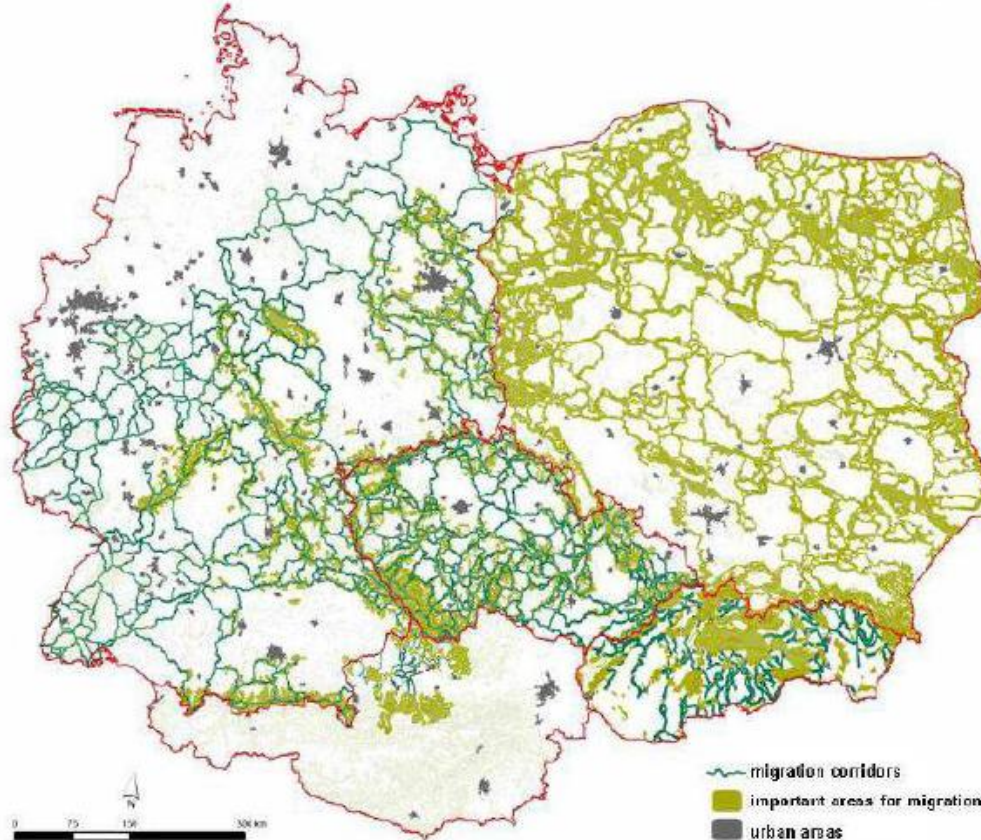 migration corridors
important areas for migration
urban areas
N
0 75 150 300 km